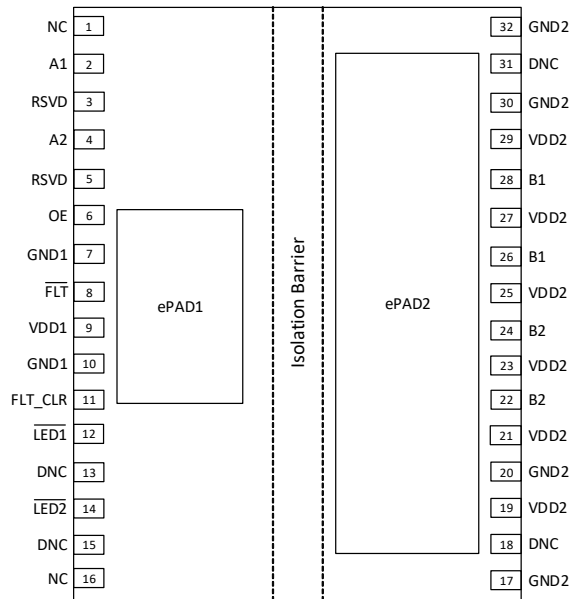 NC 1
A1 2
RSVD 3
A2 4
RSVD 5
OE 6
GND1 7
FLT 8
VDD1 9
GND1 10
FLT_CLR 11
LED1 12
DNC 13
LED2 14
DNC 15
NC 16
ePAD1
Isolation Barrier
ePAD2
32 GND2
31 DNC
30 GND2
29 VDD2
28 B1
27 VDD2
26 B1
25 VDD2
24 B2
23 VDD2
22 B2
21 VDD2
20 GND2
19 VDD2
18 DNC
17 GND2